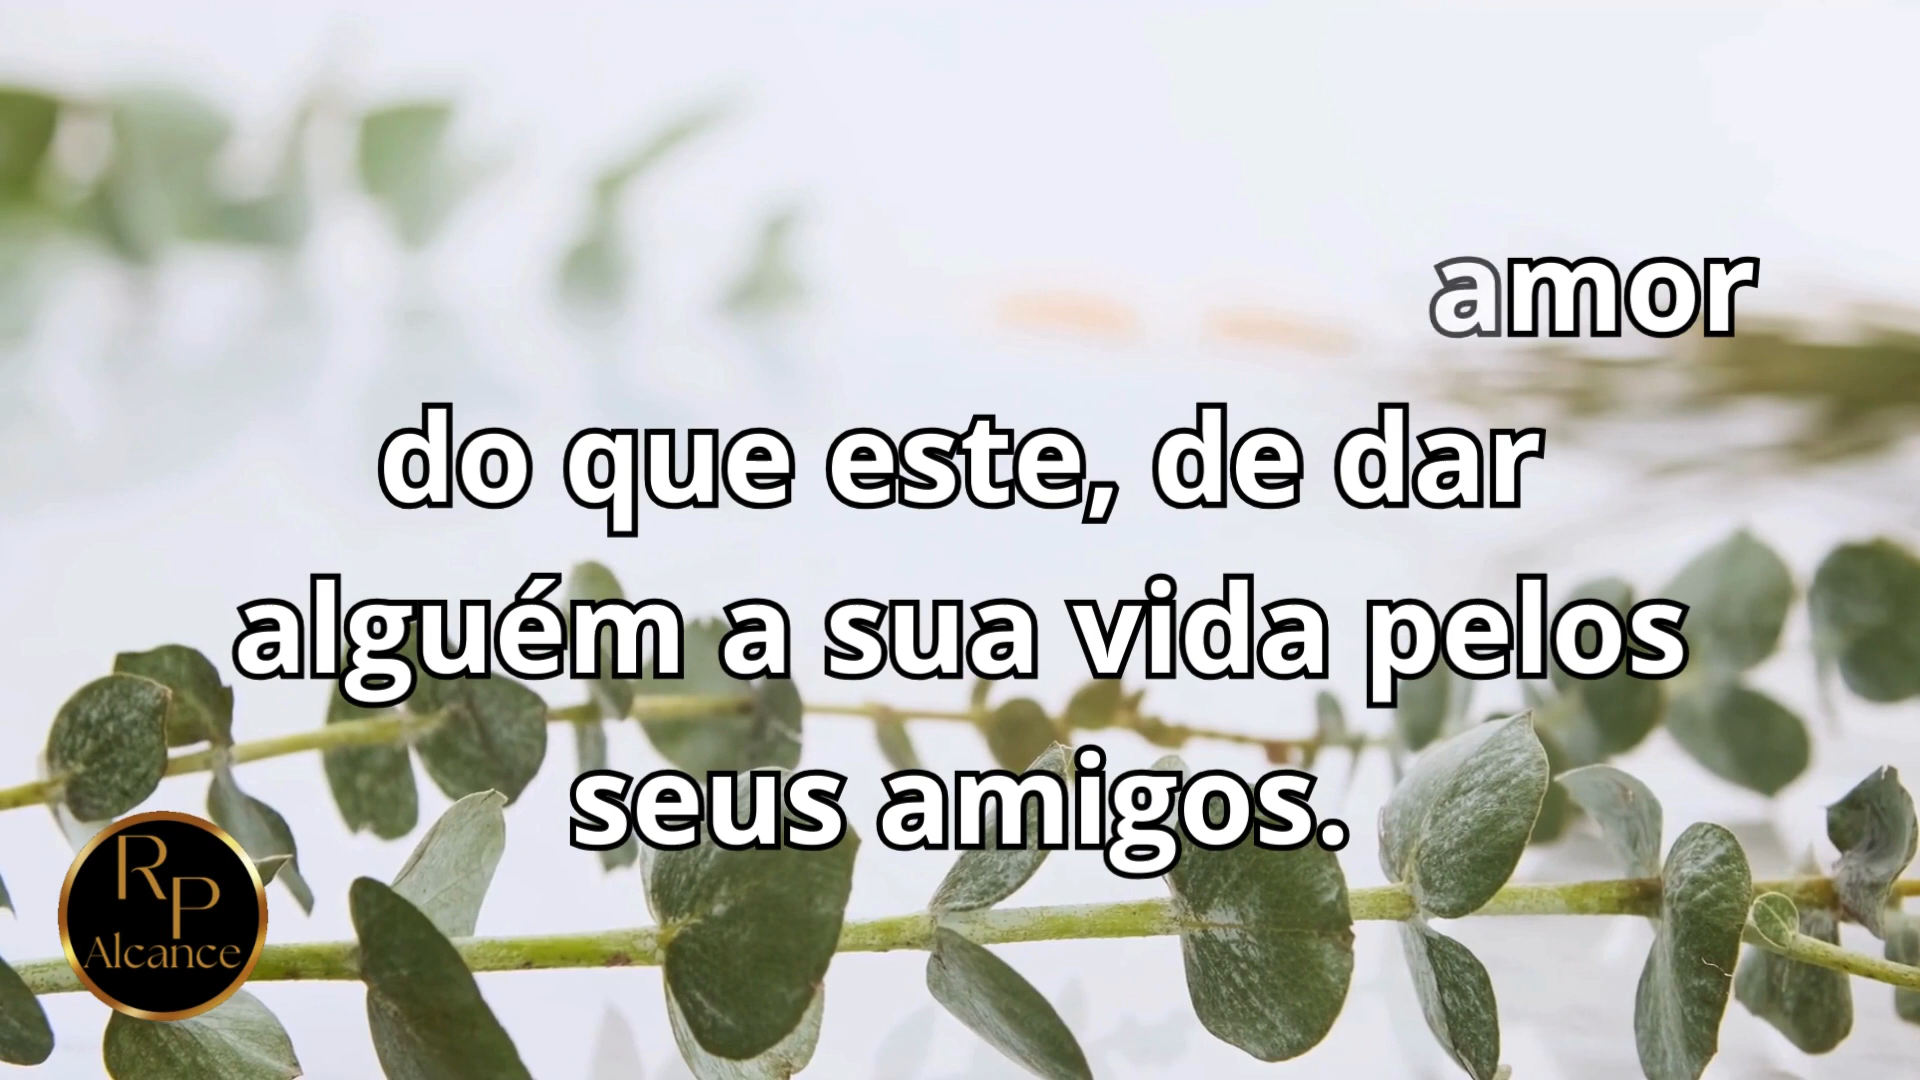 amor
do que este, de dar
alguém a sua vida pelos
seus amigos.
RP
Alcance